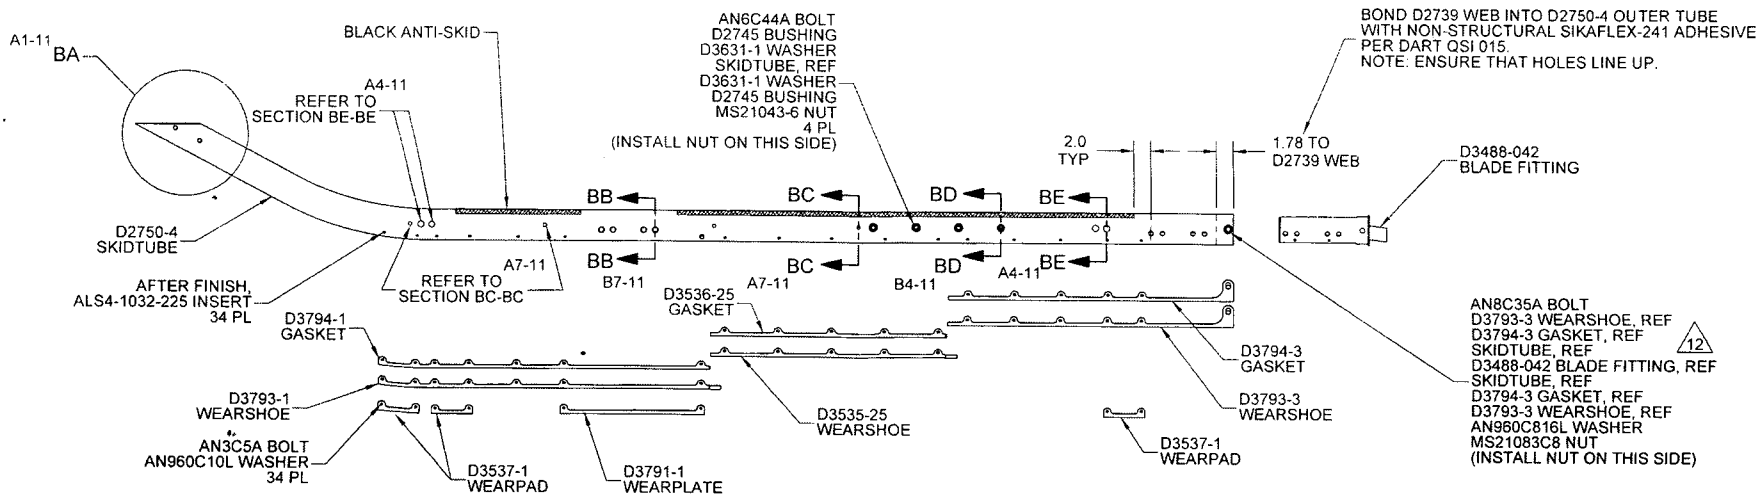 A1-11
BA
BLACK ANTI-SKID
A4-11
REFER TO
SECTION BE-BE
AN6C44A BOLT
D2745 BUSHING
D3631-1 WASHER
SKIDTUBE, REF
D3631-1 WASHER
D2745 BUSHING
MS21043-6 NUT
4 PL
(INSTALL NUT ON THIS SIDE)
BOND D2739 WEB INTO D2750-4 OUTER TUBE
WITH NON-STRUCTURAL SIKAFLEX-241 ADHESIVE
PER DART QSI 015.
NOTE: ENSURE THAT HOLES LINE UP.
2.0
TYP
1.78 TO
D2739 WEB
D3488-042
BLADE FITTING
BB
BC
BD
BE
D2750-4
SKIDTUBE
AFTER FINISH,
ALS4-1032-225 INSERT
34 PL
A7-11
REFER TO
SECTION BC-BC
BB
B7-11
BC
A7-11
BD
B4-11
BE
A4-11
D3794-1
GASKET
D3536-25
GASKET
D3794-3
GASKET
D3793-1
WEARSHOE
D3535-25
WEARSHOE
D3793-3
WEARSHOE
AN3C5A BOLT
AN960C10L WASHER
34 PL
D3537-1
WEARPAD
D3791-1
WEARPLATE
D3537-1
WEARPAD
AN8C35A BOLT
D3793-3 WEARSHOE, REF
D3794-3 GASKET, REF
SKIDTUBE, REF
D3488-042 BLADE FITTING, REF
SKIDTUBE, REF
D3794-3 GASKET, REF
D3793-3 WEARSHOE, REF
AN960C816L WASHER
MS21083C8 NUT
(INSTALL NUT ON THIS SIDE)
12